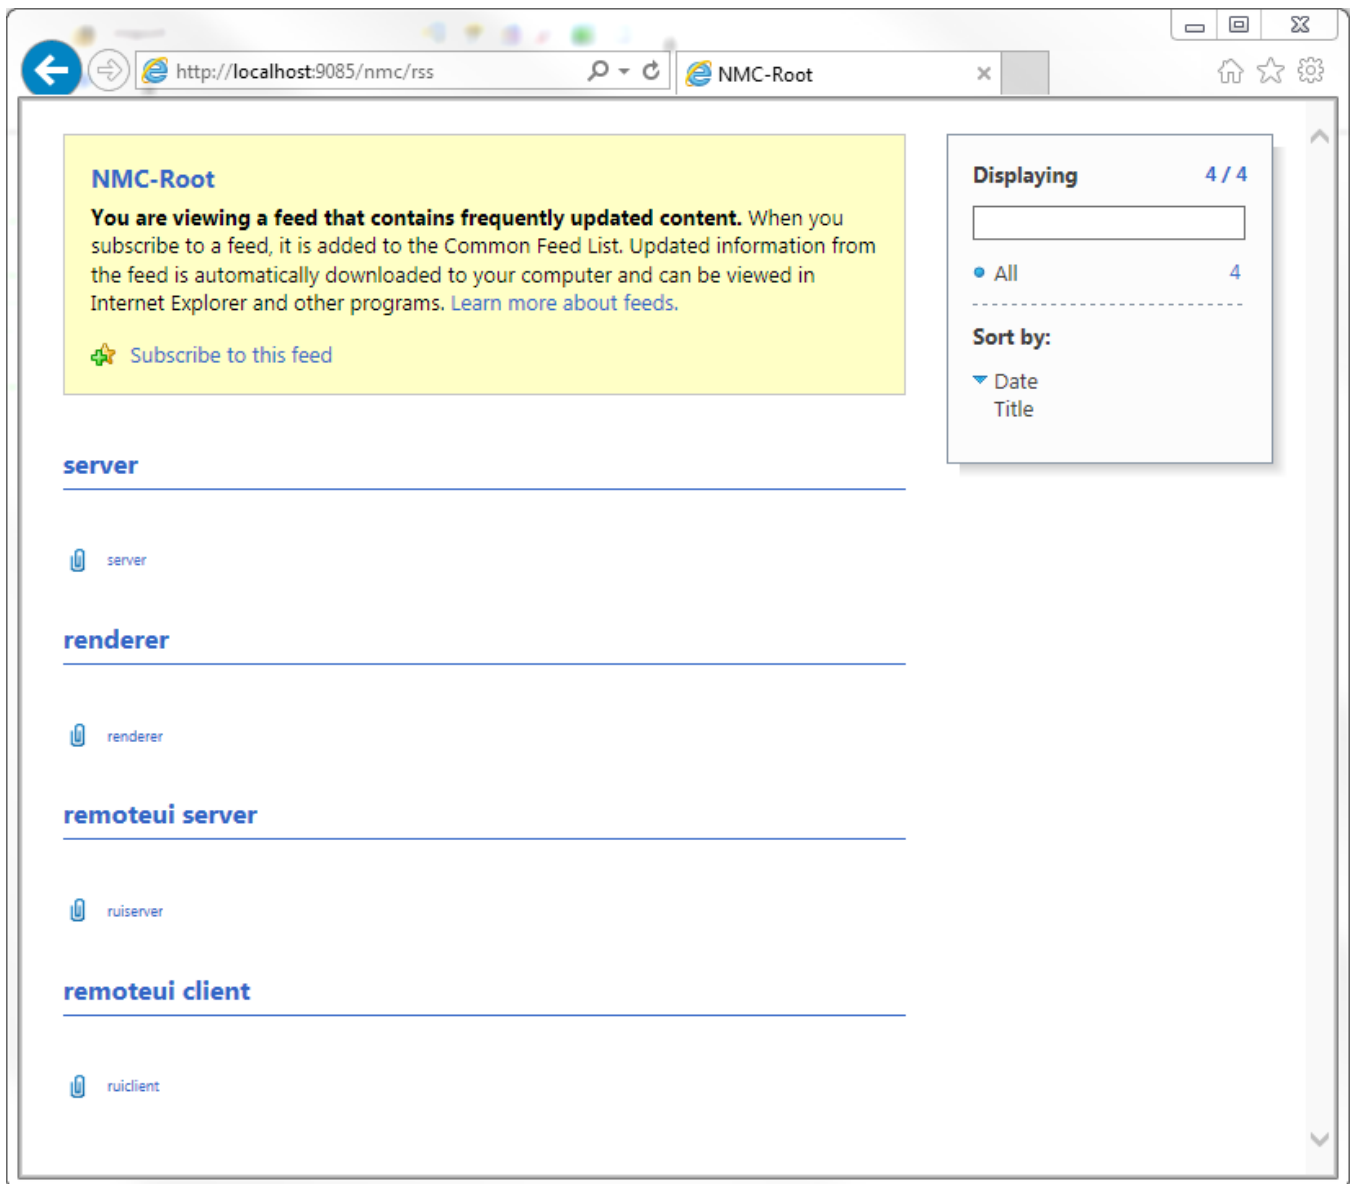 http://localhost:9085/nmc/rss
NMC-Root
NMC-Root
You are viewing a feed that contains frequently updated content. When you
subscribe to a feed, it is added to the Common Feed List. Updated information from
the feed is automatically downloaded to your computer and can be viewed in
Internet Explorer and other programs. Learn more about feeds.
Subscribe to this feed
Displaying 4 / 4
All 4
Sort by:
Date
Title
server
server
renderer
renderer
remoteui server
ruiserver
remoteui client
ruiclient